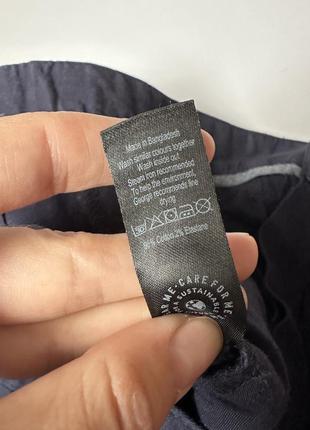 Made in Bangladesh
Wash similar colours together
Wash inside out
Steam iron recommended
To help the environment,
George recommends line
drying
98% Cotton 2% Elastane
CARE FOR ME
A SUSTAINABLE